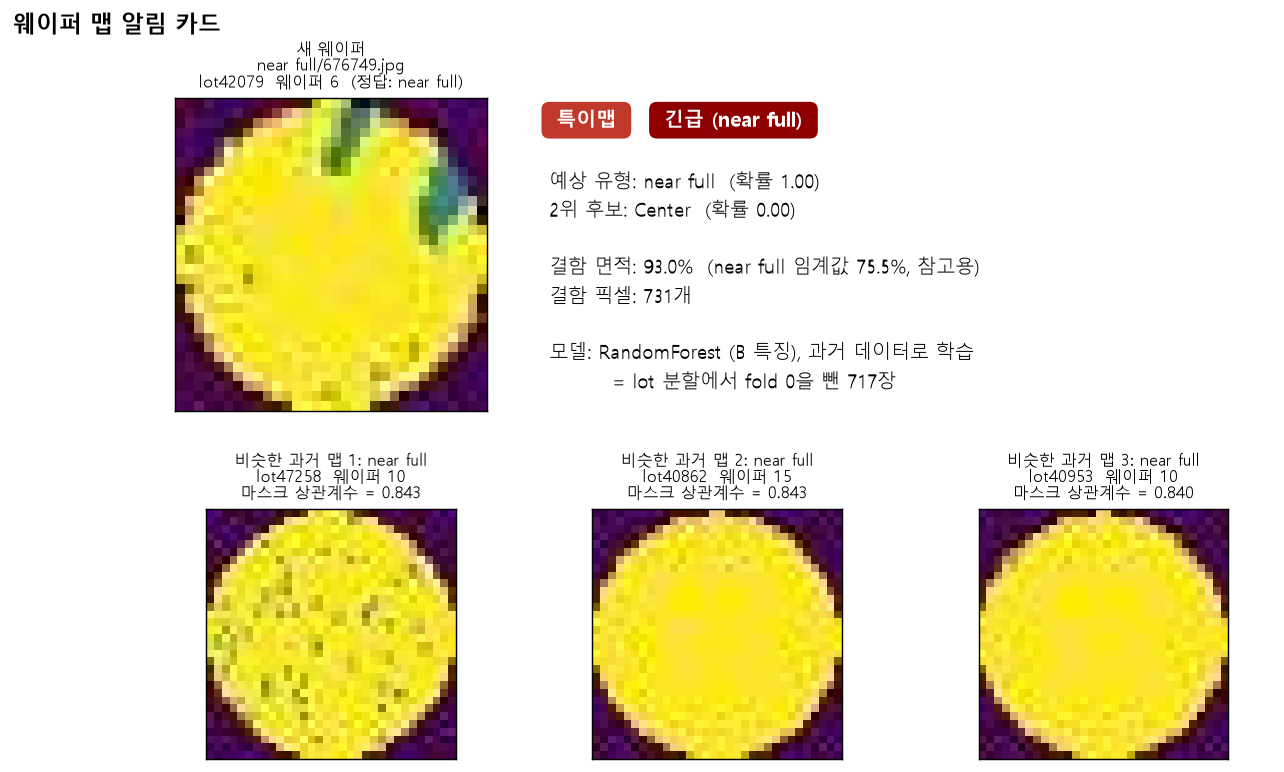 웨이퍼 맵 알림 카드
새 웨이퍼
near full/676749.jpg
lot42079 웨이퍼 6 (정답: near full)
특이맵 긴급 (near full)
예상 유형: near full (확률 1.00)
2위 후보: Center (확률 0.00)
결함 면적: 93.0% (near full 임계값 75.5%, 참고용)
결함 픽셀: 731개
모델: RandomForest (B 특징), 과거 데이터로 학습
= lot 분할에서 fold 0을 뺀 717장
비슷한 과거 맵 1: near full
lot47258 웨이퍼 10
마스크 상관계수 = 0.843
비슷한 과거 맵 2: near full
lot40862 웨이퍼 15
마스크 상관계수 = 0.843
비슷한 과거 맵 3: near full
lot40953 웨이퍼 10
마스크 상관계수 = 0.840